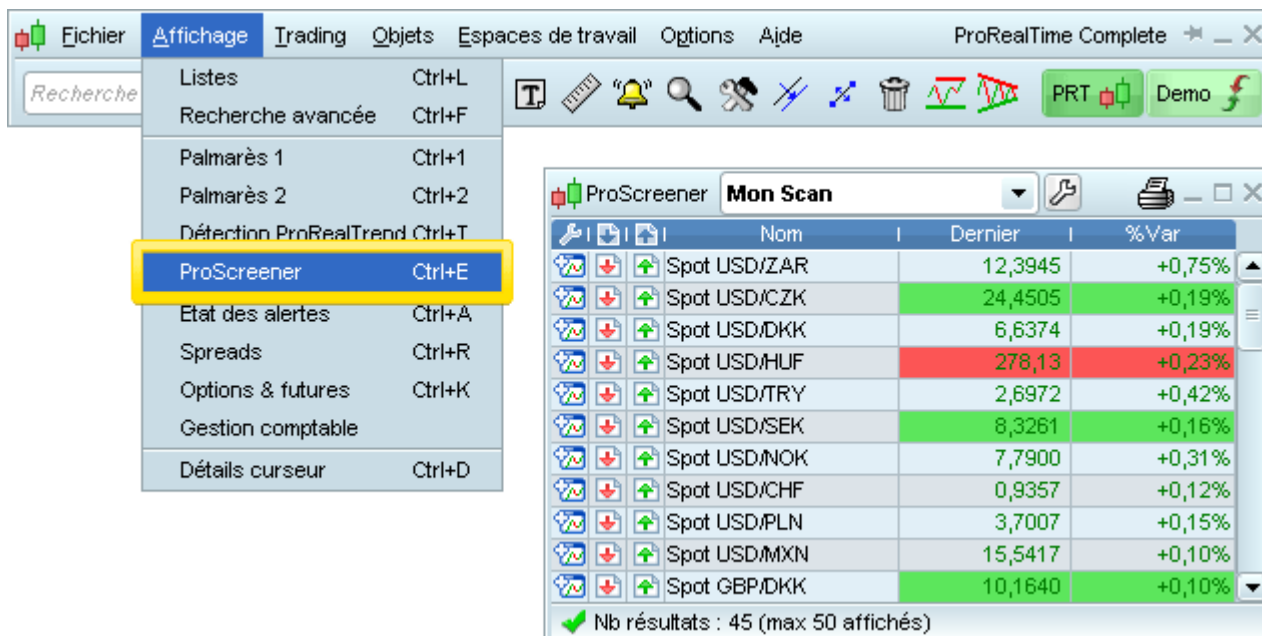 Fichier Affichage Trading Objets Espaces de travail Options Aide ProRealTime Complete
Recherche PRT Demo
Listes Ctrl+L
Recherche avancée Ctrl+F
Palmarès 1 Ctrl+1
Palmarès 2 Ctrl+2
Détection ProRealTrend Ctrl+T
ProScreener Ctrl+E
Etat des alertes Ctrl+A
Spreads Ctrl+R
Options & futures Ctrl+K
Gestion comptable
Détails curseur Ctrl+D
ProScreener Mon Scan
Nom Dernier %Var
Spot USD/ZAR 12,3945 +0,75%
Spot USD/CZK 24,4505 +0,19%
Spot USD/DKK 6,6374 +0,19%
Spot USD/HUF 278,13 +0,23%
Spot USD/TRY 2,6972 +0,42%
Spot USD/SEK 8,3261 +0,16%
Spot USD/NOK 7,7900 +0,31%
Spot USD/CHF 0,9357 +0,12%
Spot USD/PLN 3,7007 +0,15%
Spot USD/MXN 15,5417 +0,10%
Spot GBP/DKK 10,1640 +0,10%
Nb résultats : 45 (max 50 affichés)